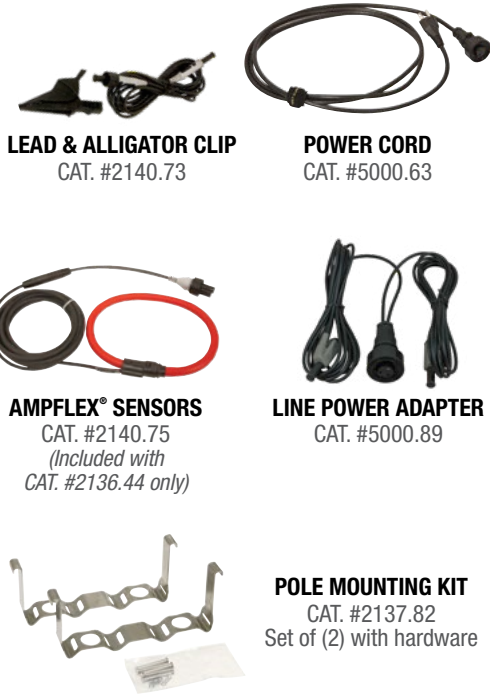 LEAD & ALLIGATOR CLIP
CAT. #2140.73
POWER CORD
CAT. #5000.63
AMPFLEX® SENSORS
CAT. #2140.75
(Included with
CAT. #2136.44 only)
LINE POWER ADAPTER
CAT. #5000.89
POLE MOUNTING KIT
CAT. #2137.82
Set of (2) with hardware